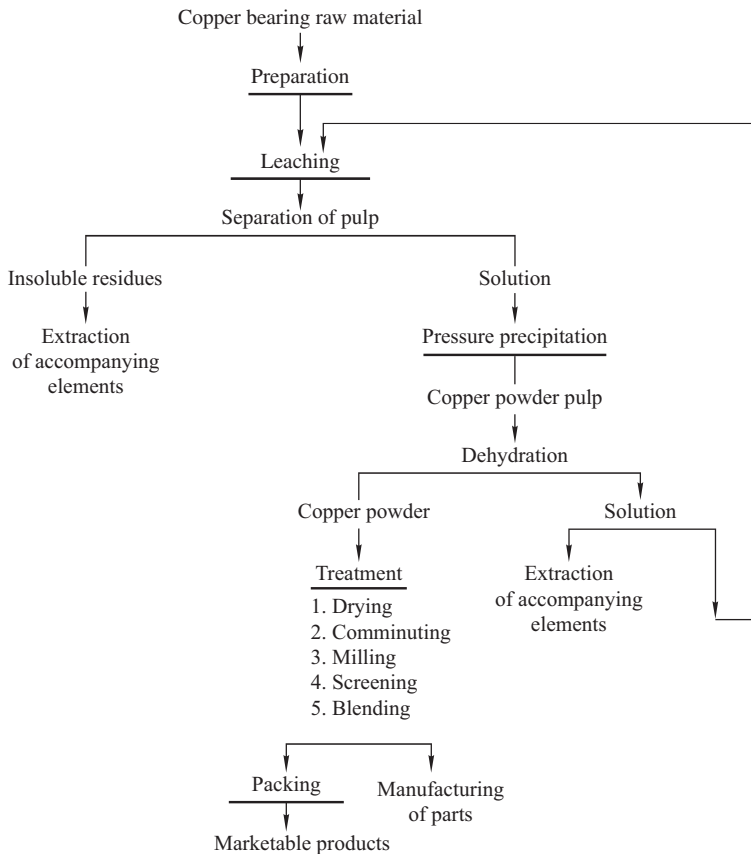 Copper bearing raw material
Preparation
Leaching
Separation of pulp
Insoluble residues
Solution
Extraction
of accompanying
elements
Pressure precipitation
Copper powder pulp
Dehydration
Copper powder
Solution
Treatment
1. Drying
2. Comminuting
3. Milling
4. Screening
5. Blending
Extraction
of accompanying
elements
Packing
Manufacturing
of parts
Marketable products